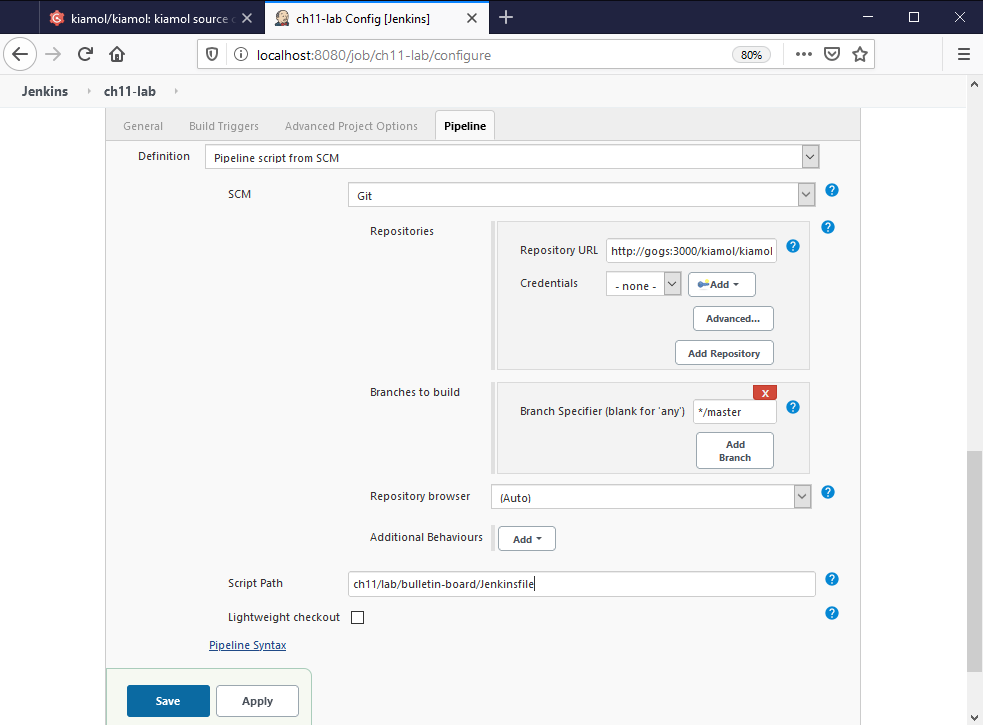 kiamol/kiamol: kiamol source c
ch11-lab Config [Jenkins]
localhost:8080/job/ch11-lab/configure
80%
Jenkins
ch11-lab
General
Build Triggers
Advanced Project Options
Pipeline
Definition
Pipeline script from SCM
SCM
Git
Repositories
Repository URL
http://gogs:3000/kiamol/kiamol
Credentials
- none -
Add
Advanced...
Add Repository
Branches to build
X
Branch Specifier (blank for 'any')
*/master
Add
Branch
Repository browser
(Auto)
Additional Behaviours
Add
Script Path
ch11/lab/bulletin-board/Jenkinsfile
Lightweight checkout
Pipeline Syntax
Save
Apply